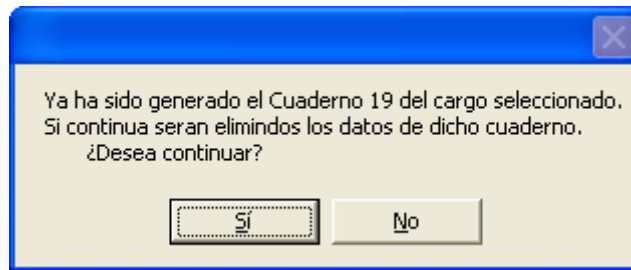 Ya ha sido generado el Cuaderno 19 del cargo seleccionado.
Si continua seran elimindos los datos de dicho cuaderno.
¿Desea continuar?
Sí
No